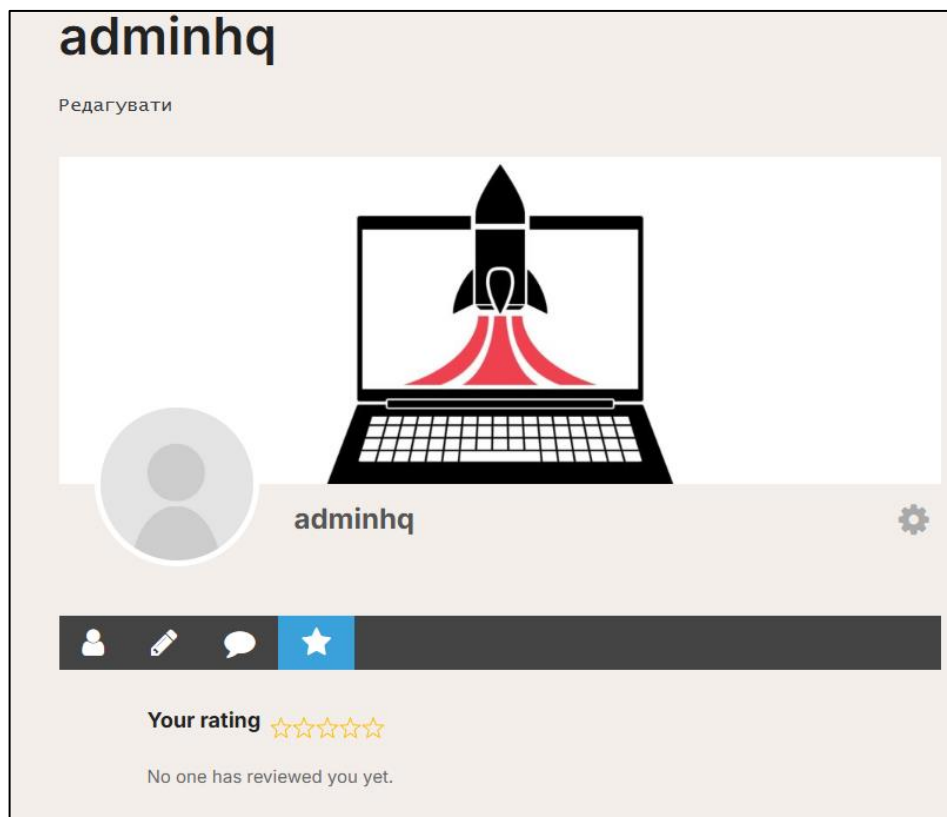 adminhq
Редагувати
adminhq
Your rating
No one has reviewed you yet.